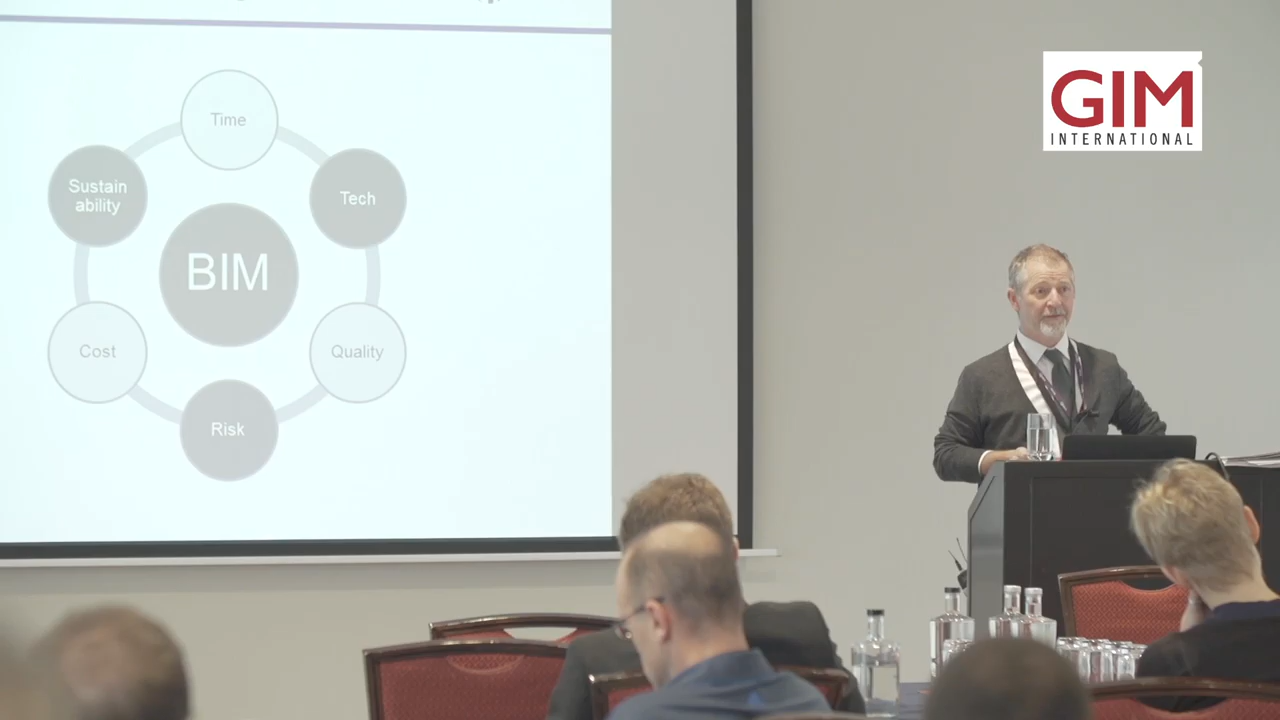 Time
Sustain
ability
Tech
BIM
Cost
Quality
Risk
GIM
INTERNATIONAL